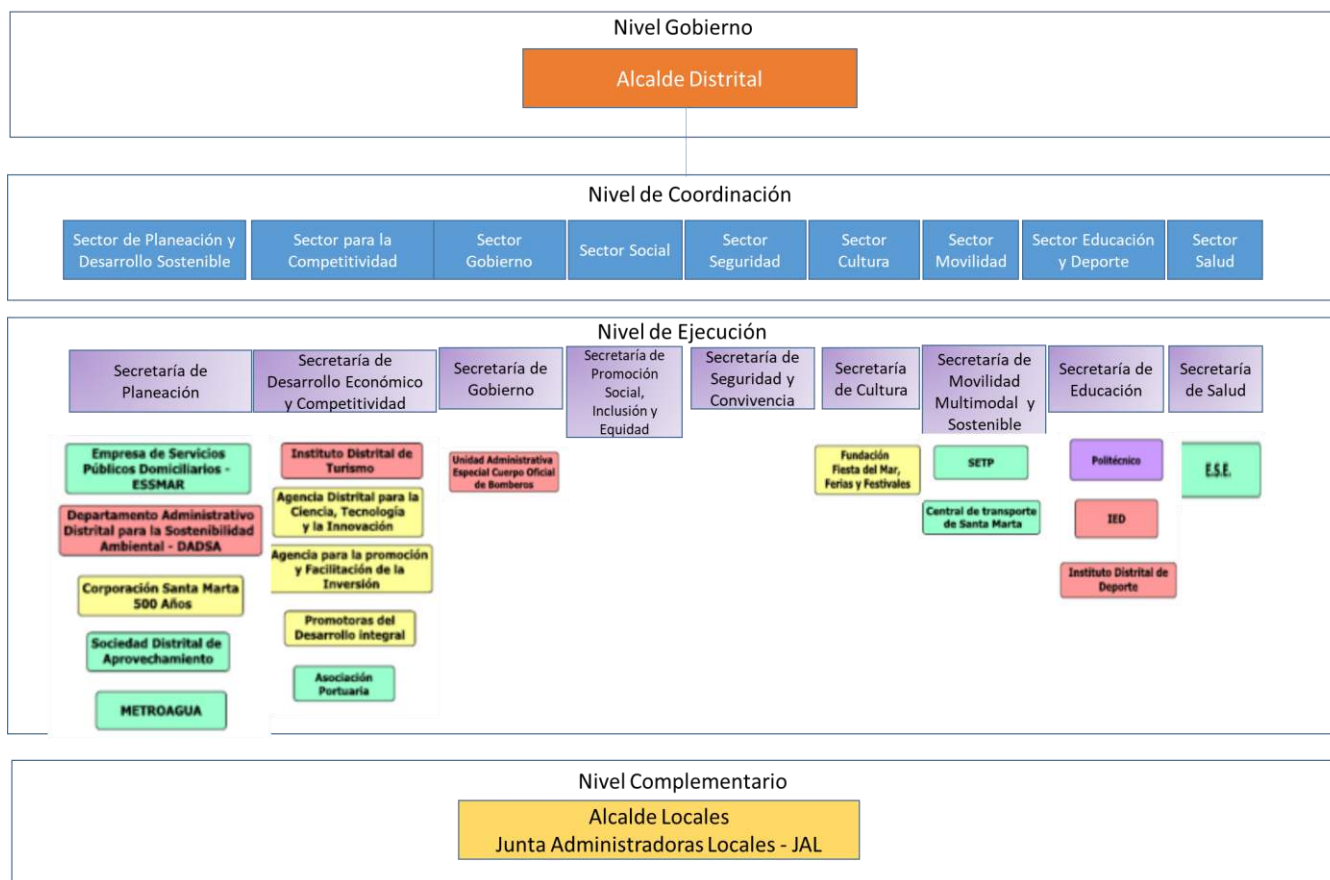 Nivel Gobierno
Alcalde Distrital
Nivel de Coordinación
Sector de Planeación y
Desarrollo Sostenible
Sector para la
Competitividad
Sector
Gobierno
Sector Social
Sector
Seguridad
Sector
Cultura
Sector
Movilidad
Sector Educación
y Deporte
Sector
Salud
Nivel de Ejecución
Secretaría de
Planeación
Secretaría de
Desarrollo Económico
y Competitividad
Secretaría de
Gobierno
Secretaría de
Promoción
Social,
Inclusión y
Equidad
Secretaría de
Seguridad y
Convivencia
Secretaría
de Cultura
Secretaría de
Movilidad
Multimodal y
Sostenible
Secretaría de
Educación
Secretaría
de Salud
Empresa de Servicios
Públicos Domiciliarios -
ESSMAR
Departamento Administrativo
Distrital para la Sostenibilidad
Ambiental - DADSA
Corporación Santa Marta
500 Años
Sociedad Distrital de
Aprovechamiento
METROAGUA
Instituto Distrital de
Turismo
Agencia Distrital para la
Ciencia, Tecnología
y la Innovación
Agencia para la promoción
y Facilitación de la
Inversión
Promotoras del
Desarrollo integral
Asociación
Portuaria
Unidad Administrativa
Especial Cuerpo Oficial
de Bomberos
Fundación
Fiesta del Mar,
Ferias y Festivales
SETP
Central de transporte
de Santa Marta
Politécnico
IED
Instituto Distrital de
Deporte
E.S.E.
Nivel Complementario
Alcalde Locales
Junta Administradoras Locales - JAL